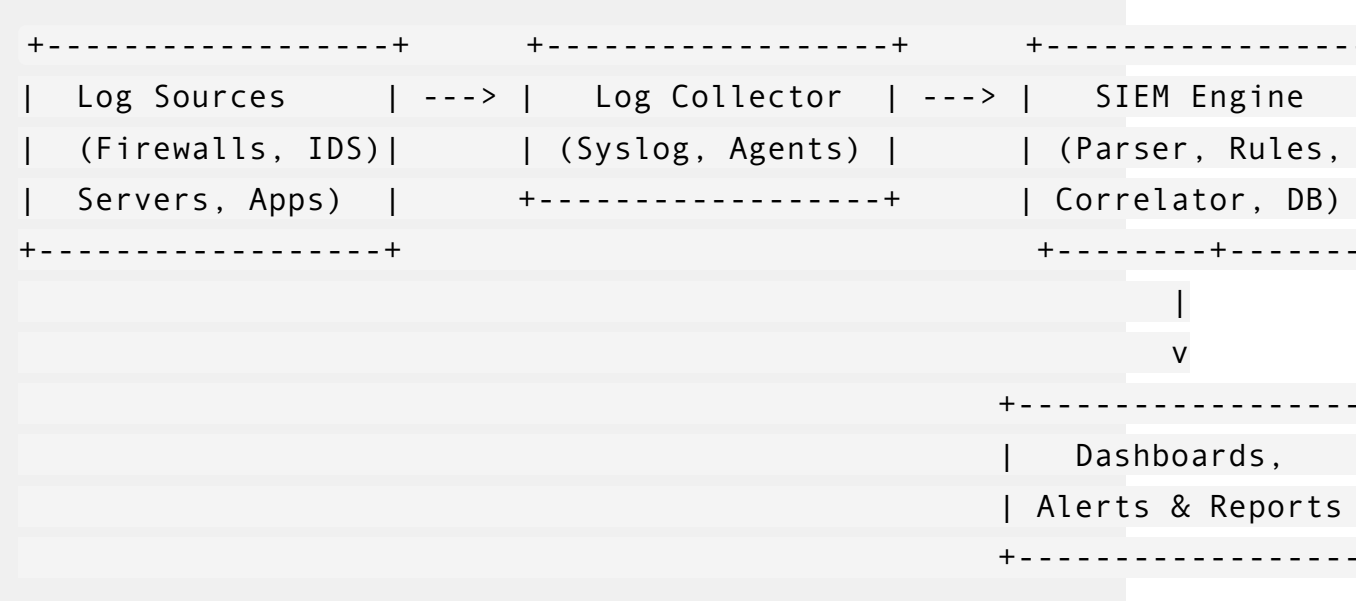 +------------------+      +------------------+      +----------------
|  Log Sources     | ---> |   Log Collector  | ---> |   SIEM Engine
|  (Firewalls, IDS)|      | (Syslog, Agents) |      | (Parser, Rules,
|  Servers, Apps)  |      +------------------+      | Correlator, DB)
+------------------+                                 +--------+-------
                                                            |
                                                            v
                                                   +------------------
                                                   |   Dashboards,
                                                   | Alerts & Reports
                                                   +------------------